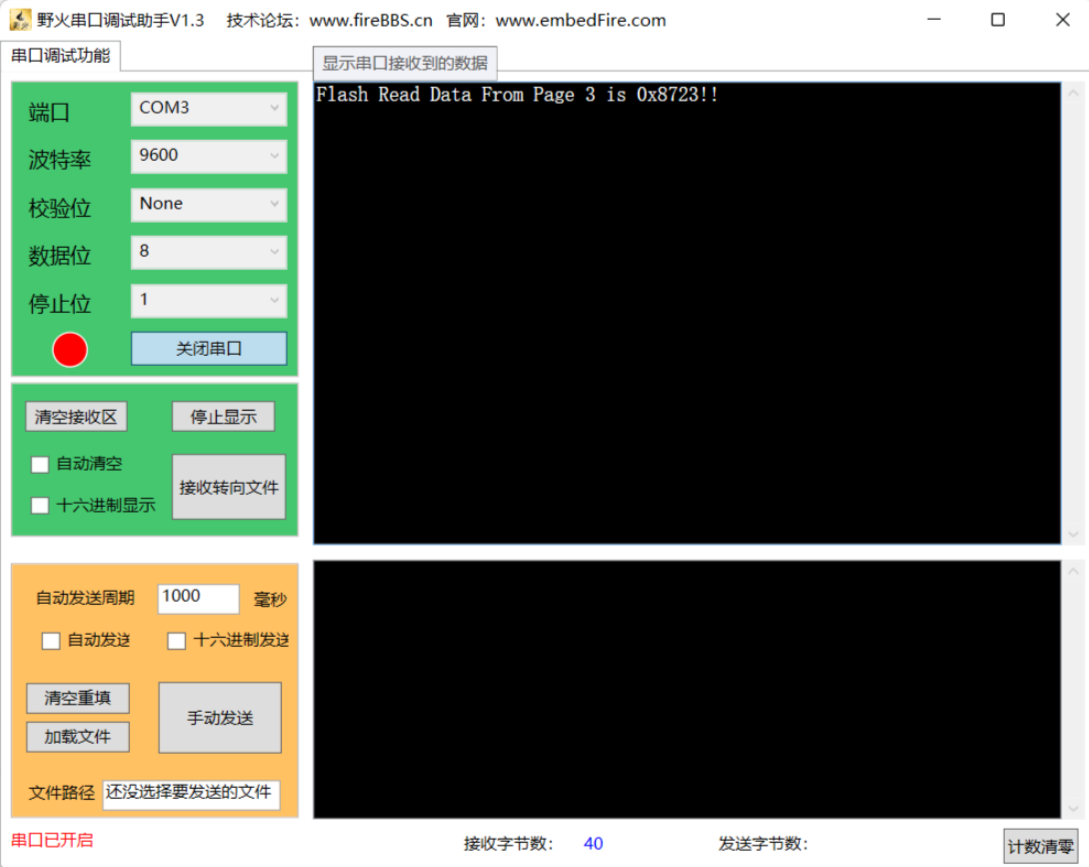 野火串口调试助手V1.3 技术论坛：www.fireBBS.cn 官网：www.embedFire.com
串口调试功能
显示串口接收到的数据
端口 COM3
波特率 9600
校验位 None
数据位 8
停止位 1
关闭串口
清空接收区 停止显示
自动清空
十六进制显示
接收转向文件
Flash Read Data From Page 3 is 0x8723!!
自动发送周期 1000 毫秒
自动发送 十六进制发送
清空重填
加载文件
手动发送
文件路径 还没选择要发送的文件
串口已开启 接收字节数： 40 发送字节数： 计数清零